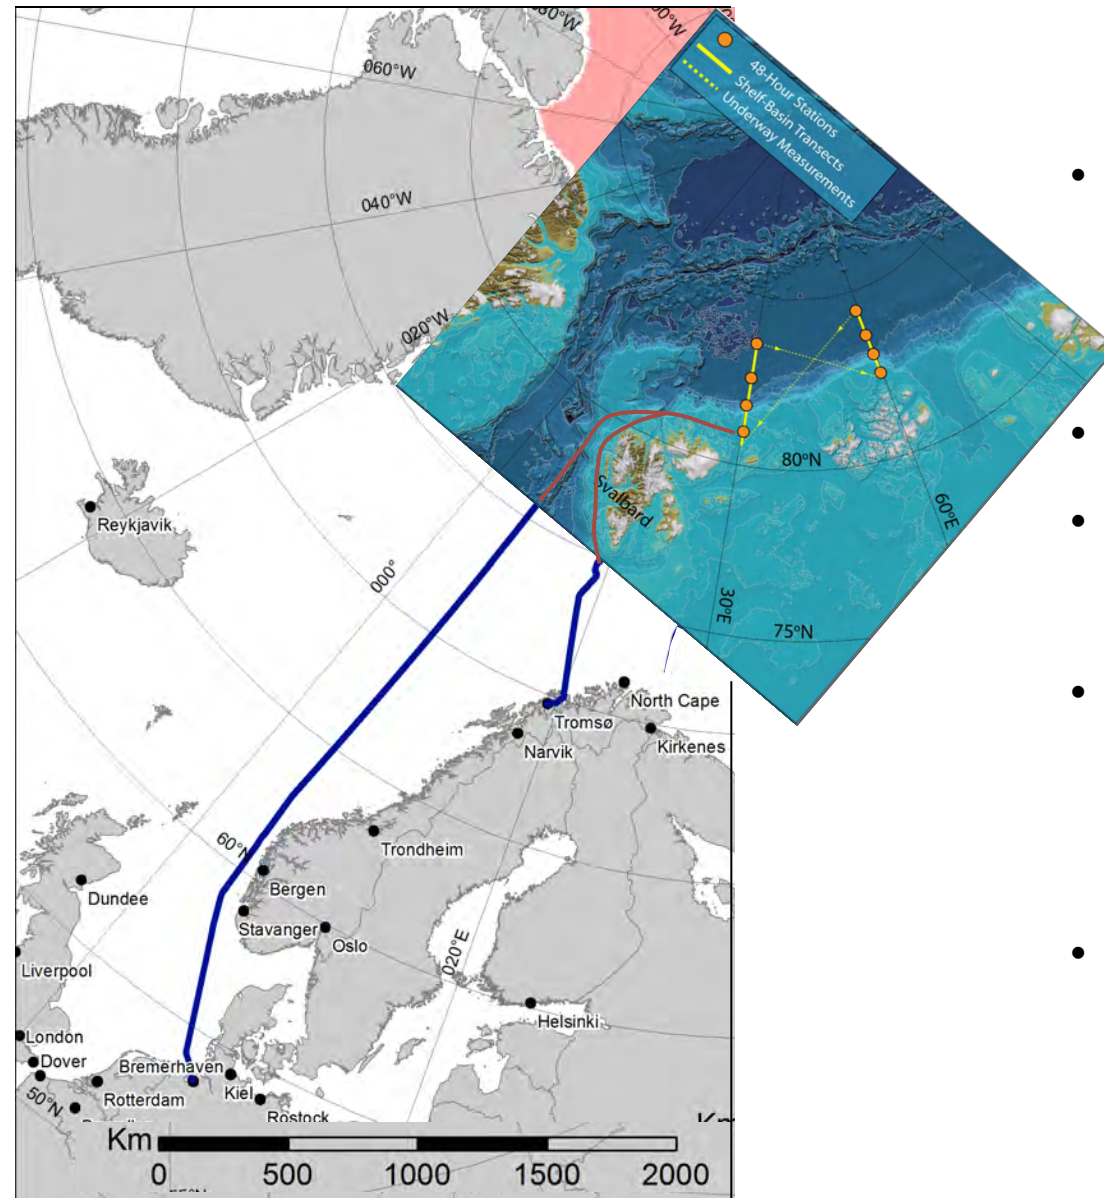 080°W
060°W
48-Hour Stations
Shelf-Basin Transects
Underway Measurements
040°W
020°W
80°N
60°E
Svalbard
Reykjavik
000°
30°E
75°N
North Cape
Tromsø
Narvik
Kirkenes
60°N
Trondheim
Dundee
Bergen
Stavanger
Oslo
020°E
Liverpool
Helsinki
London
Dover
Bremerhaven
Rotterdam
Kiel
50°N
Rostock
Km
0 500 1000 1500 2000